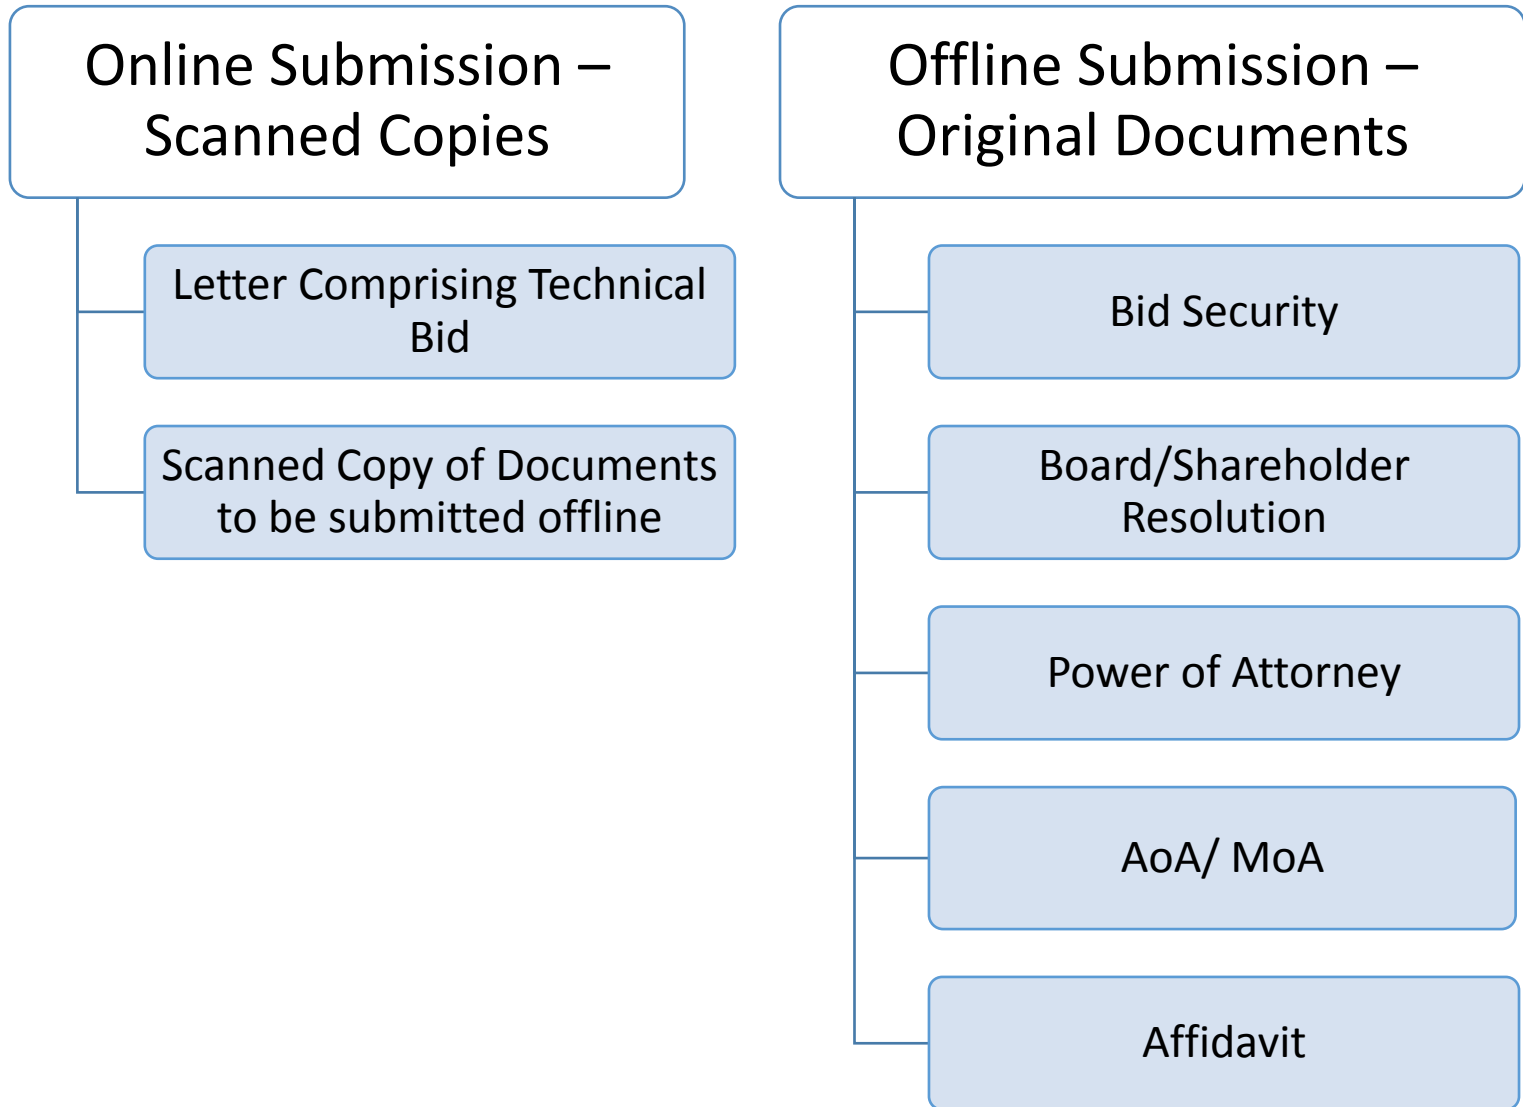 Online Submission –
Scanned Copies
Letter Comprising Technical
Bid
Scanned Copy of Documents
to be submitted offline
Offline Submission –
Original Documents
Bid Security
Board/Shareholder
Resolution
Power of Attorney
AoA/ MoA
Affidavit